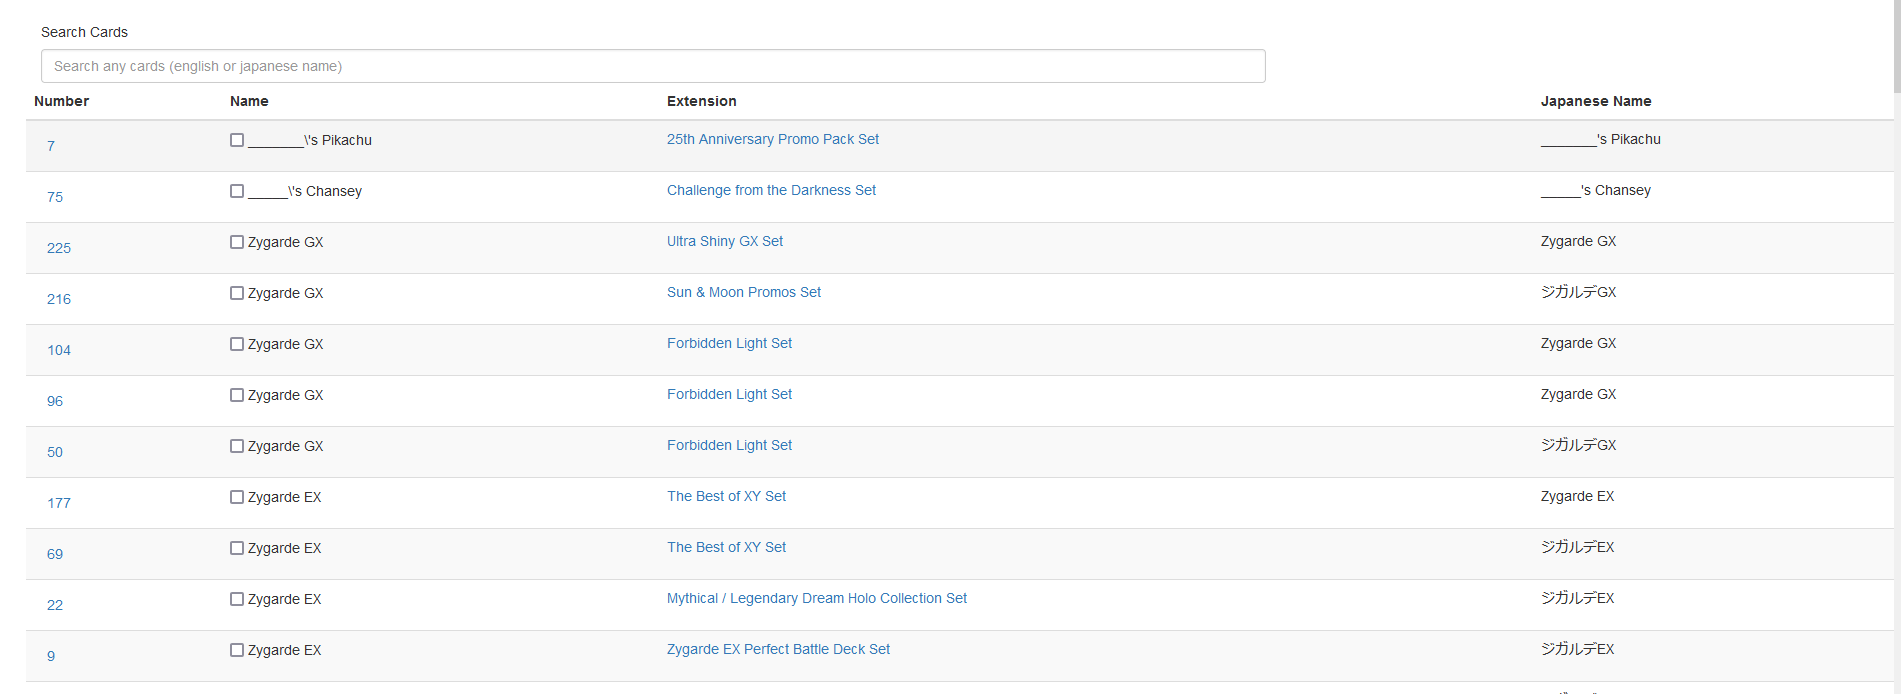 Search Cards
Search any cards (english or japanese name)
Number Name Extension Japanese Name
7 _______\'s Pikachu 25th Anniversary Promo Pack Set _______'s Pikachu
75 _____\'s Chansey Challenge from the Darkness Set _____'s Chansey
225 Zygarde GX Ultra Shiny GX Set Zygarde GX
216 Zygarde GX Sun & Moon Promos Set ジガルデGX
104 Zygarde GX Forbidden Light Set Zygarde GX
96 Zygarde GX Forbidden Light Set Zygarde GX
50 Zygarde GX Forbidden Light Set ジガルデGX
177 Zygarde EX The Best of XY Set Zygarde EX
69 Zygarde EX The Best of XY Set ジガルデEX
22 Zygarde EX Mythical / Legendary Dream Holo Collection Set ジガルデEX
9 Zygarde EX Zygarde EX Perfect Battle Deck Set ジガルデEX